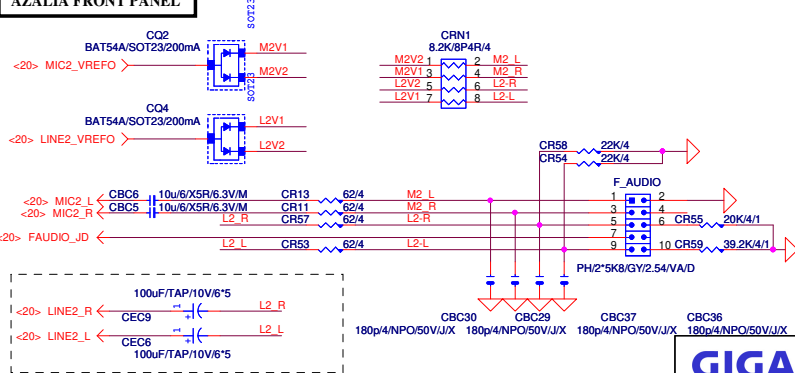 AZALIA FRONT PANEL
SOT23
CQ2
BAT54A/SOT23/200mA
M2V1
<20> MIC2_VREFO
M2V2
SOT23
CRN1
8.2K/8P4R/4
M2V2 1 2 M2_L
M2V1 3 4 M2_R
L2V2 5 6 L2-R
L2V1 7 8 L2-L
CQ4
BAT54A/SOT23/200mA
L2V1
<20> LINE2_VREFO
L2V2
CR58 22K/4
CR54 22K/4
F_AUDIO
<20> MIC2_L CBC6 10u/6/X5R/6.3V/M CR13 62/4 M2_L 1 2
<20> MIC2_R CBC5 10u/6/X5R/6.3V/M CR11 62/4 M2_R 3 4
L2_R CR57 62/4 L2-R 5 6 CR55 20K/4/1
<20> FAUDIO_JD 7
L2_L CR53 62/4 L2-L 9 10 CR59 39.2K/4/1
PH/2*5K8/GY/2.54/VA/D
100uF/TAP/10V/6*5
<20> LINE2_R 1 L2_R
CEC9
<20> LINE2_L 1 L2_L
CEC6
100uF/TAP/10V/6*5
CBC30 CBC29 CBC37 CBC36
180p/4/NPO/50V/J/X 180p/4/NPO/50V/J/X 180p/4/NPO/50V/J/X 180p/4/NPO/50V/J/X
GIGA